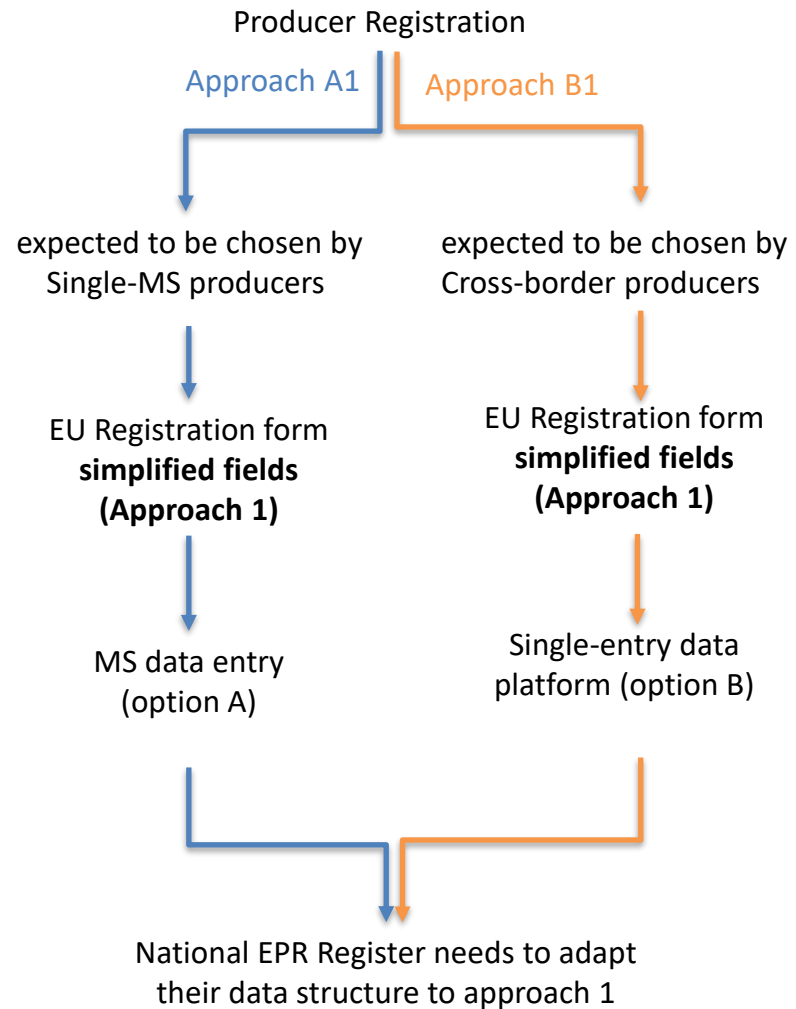 Producer Registration
Approach A1
Approach B1
expected to be chosen by
Single-MS producers
expected to be chosen by
Cross-border producers
EU Registration form
simplified fields
(Approach 1)
EU Registration form
simplified fields
(Approach 1)
MS data entry
(option A)
Single-entry data
platform (option B)
National EPR Register needs to adapt
their data structure to approach 1